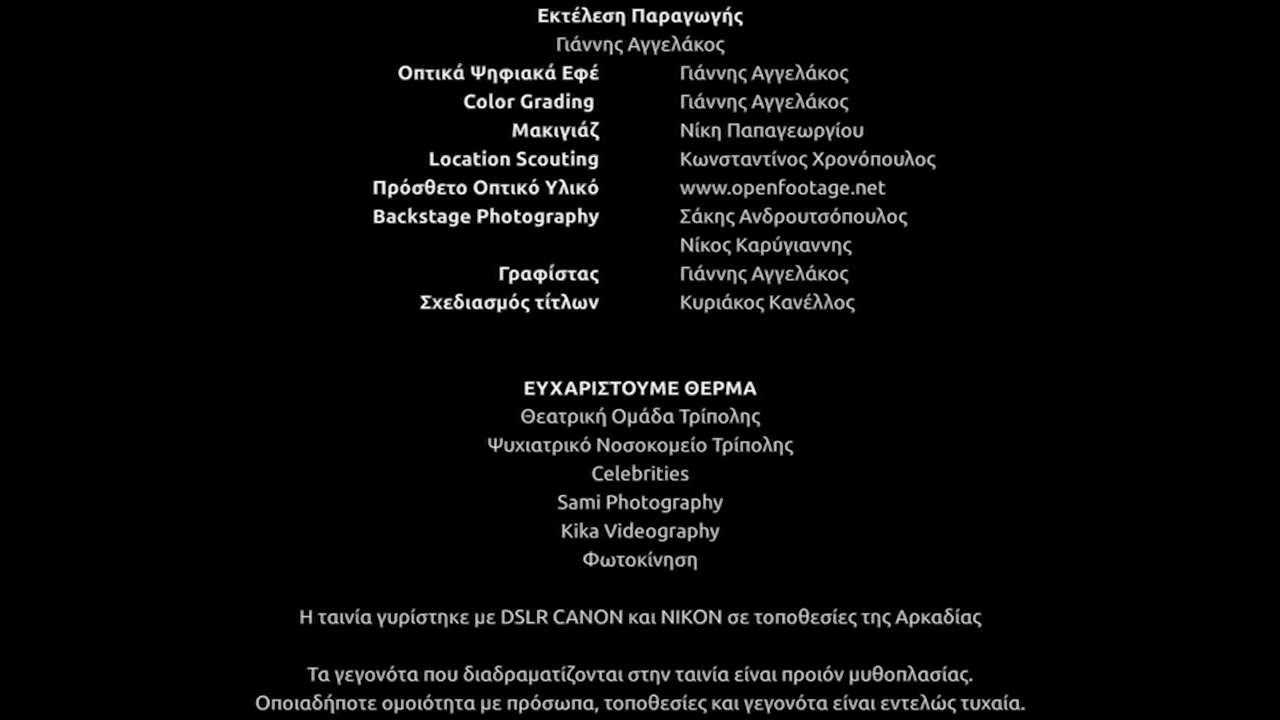 Εκτέλεση Παραγωγής
Γιάννης Αγγελάκος
Οπτικά Ψηφιακά Εφέ Γιάννης Αγγελάκος
Color Grading Γιάννης Αγγελάκος
Μακιγιάζ Νίκη Παπαγεωργίου
Location Scouting Κωνσταντίνος Χρονόπουλος
Πρόσθετο Οπτικό Υλικό www.openfootage.net
Backstage Photography Σάκης Ανδρουτσόπουλος
Νίκος Καρύγιαννης
Γραφίστας Γιάννης Αγγελάκος
Σχεδιασμός τίτλων Κυριάκος Κανέλλος
ΕΥΧΑΡΙΣΤΟΥΜΕ ΘΕΡΜΑ
Θεατρική Ομάδα Τρίπολης
Ψυχιατρικό Νοσοκομείο Τρίπολης
Celebrities
Sami Photography
Kika Videography
Φωτοκίνηση
Η ταινία γυρίστηκε με DSLR CANON και NIKON σε τοποθεσίες της Αρκαδίας
Τα γεγονότα που διαδραματίζονται στην ταινία είναι προιόν μυθοπλασίας.
Οποιαδήποτε ομοιότητα με πρόσωπα, τοποθεσίες και γεγονότα είναι εντελώς τυχαία.